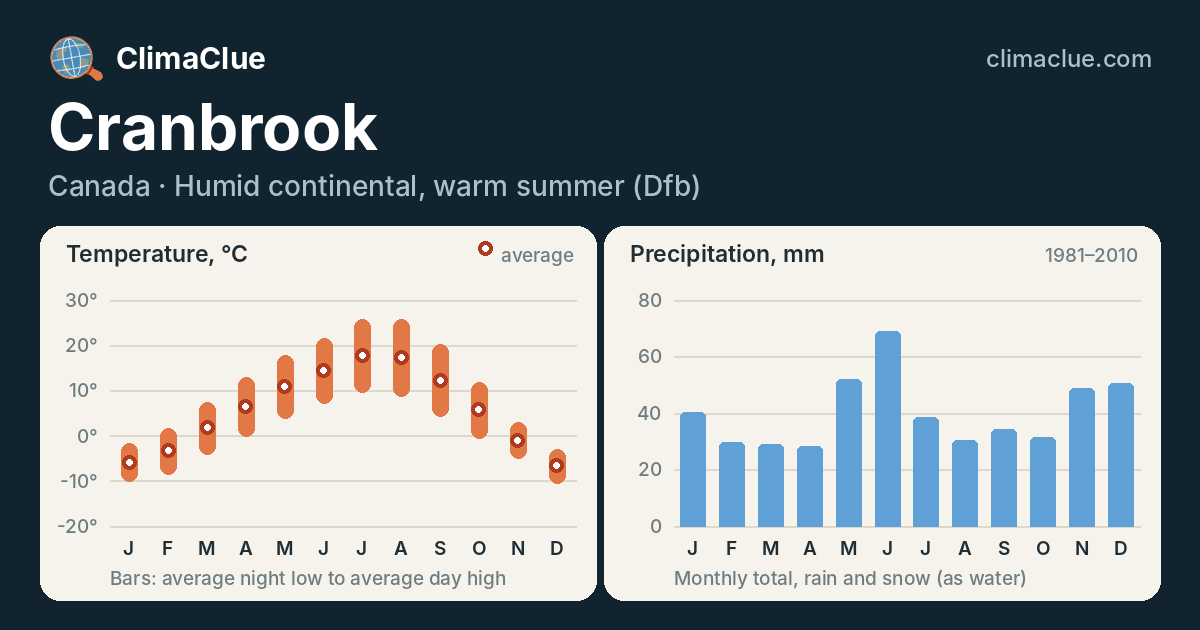 ClimaClue
climaclue.com
Cranbrook
Canada · Humid continental, warm summer (Dfb)
Temperature, °C
average
30°
20°
10°
0°
-10°
-20°
J F M A M J J A S O N D
Bars: average night low to average day high
Precipitation, mm
1981–2010
80
60
40
20
0
J F M A M J J A S O N D
Monthly total, rain and snow (as water)